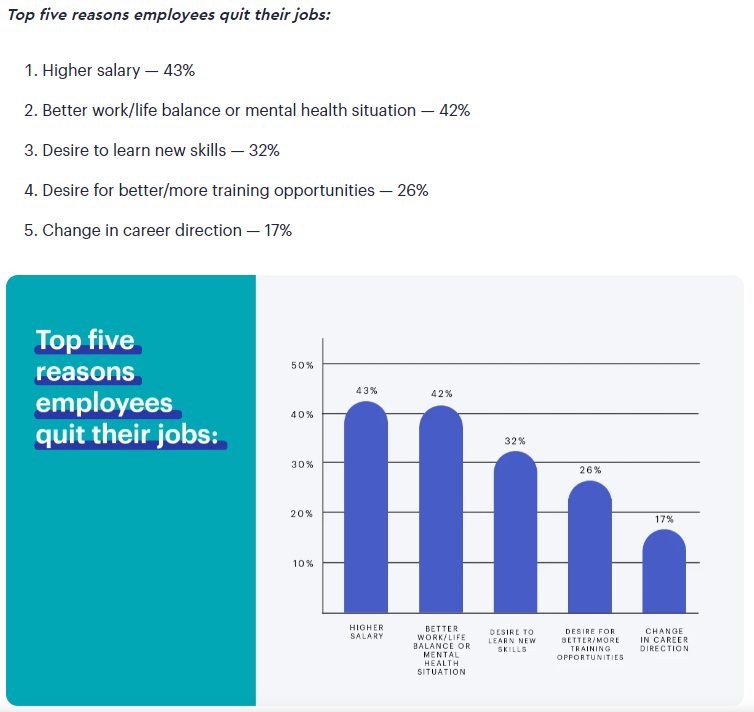 Top five reasons employees quit their jobs:
1. Higher salary — 43%
2. Better work/life balance or mental health situation — 42%
3. Desire to learn new skills — 32%
4. Desire for better/more training opportunities — 26%
5. Change in career direction — 17%
Top five
reasons
employees
quit their jobs:
50%
40%
30%
20%
10%
43%
42%
32%
26%
17%
HIGHER
SALARY
BETTER
WORK/LIFE
BALANCE OR
MENTAL
HEALTH
SITUATION
DESIRE TO
LEARN NEW
SKILLS
DESIRE FOR
BETTER/MORE
TRAINING
OPPORTUNITIES
CHANGE
IN CAREER
DIRECTION